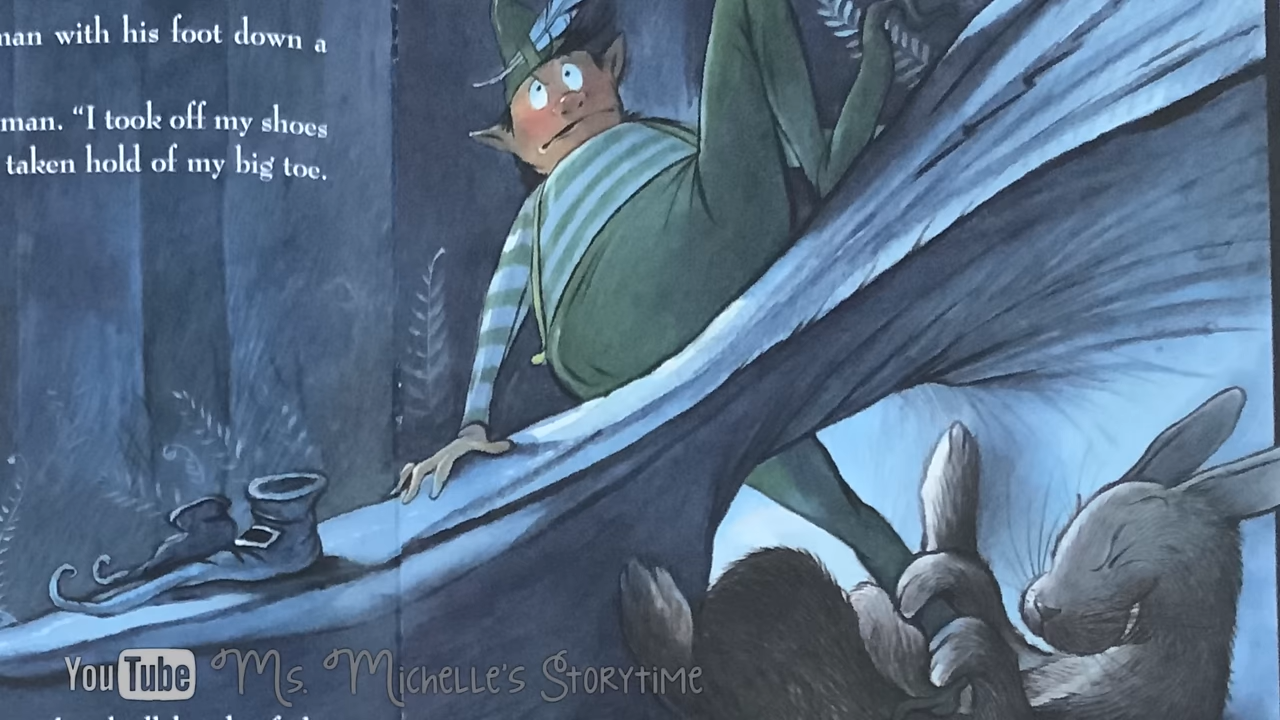 man with his foot down a
man. “I took off my shoes
taken hold of my big toe.
YouTube Ms. Michelle's Storytime